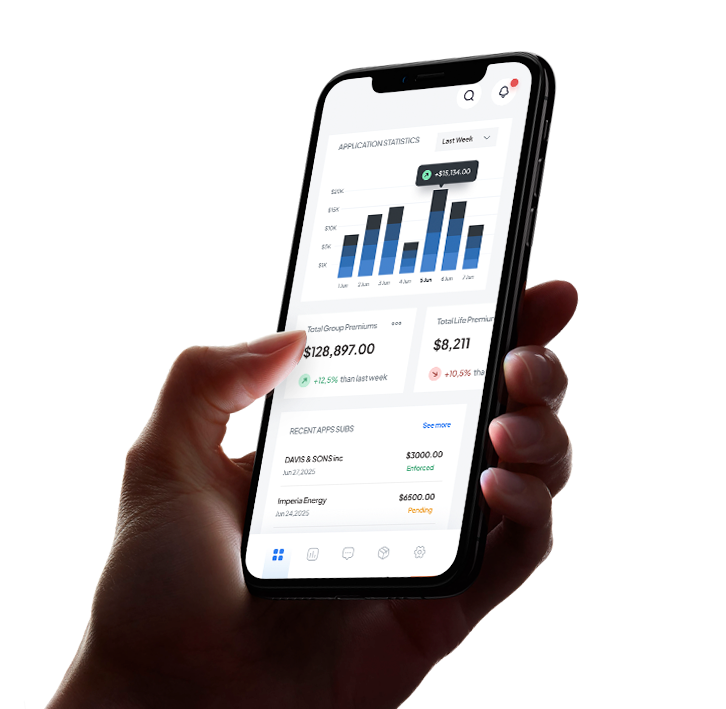 APPLICATION STATISTICS
Last Week
+$15,134.00
$20K
$15K
$10K
$5K
$1K
1 Jun 2 Jun 3 Jun 4 Jun 5 Jun 6 Jun 7 Jun
Total Group Premiums
$128,897.00
+12,5% than last week
Total Life Premium
$8,211
+10,5% tha
RECENT APPS SUBS
See more
DAVIS & SONS inc
$3000.00
Jun 27,2025
Enforced
Imperia Energy
$6500.00
Jun 24,2025
Pending